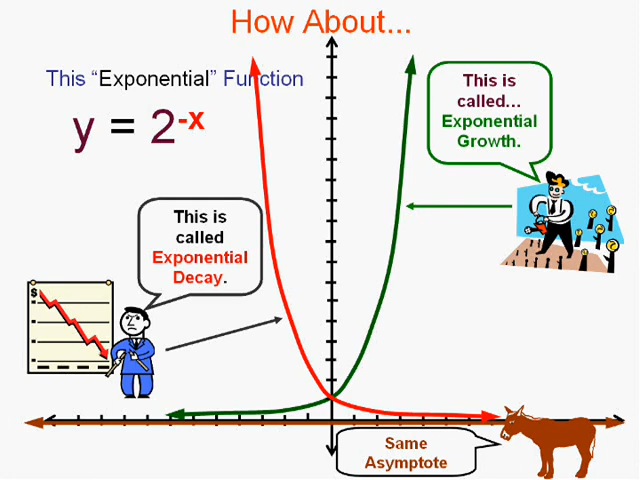 How About...
This “Exponential” Function
y = 2-x
This is
called…
Exponential
Growth.
This is
called
Exponential
Decay.
$
Same
Asymptote